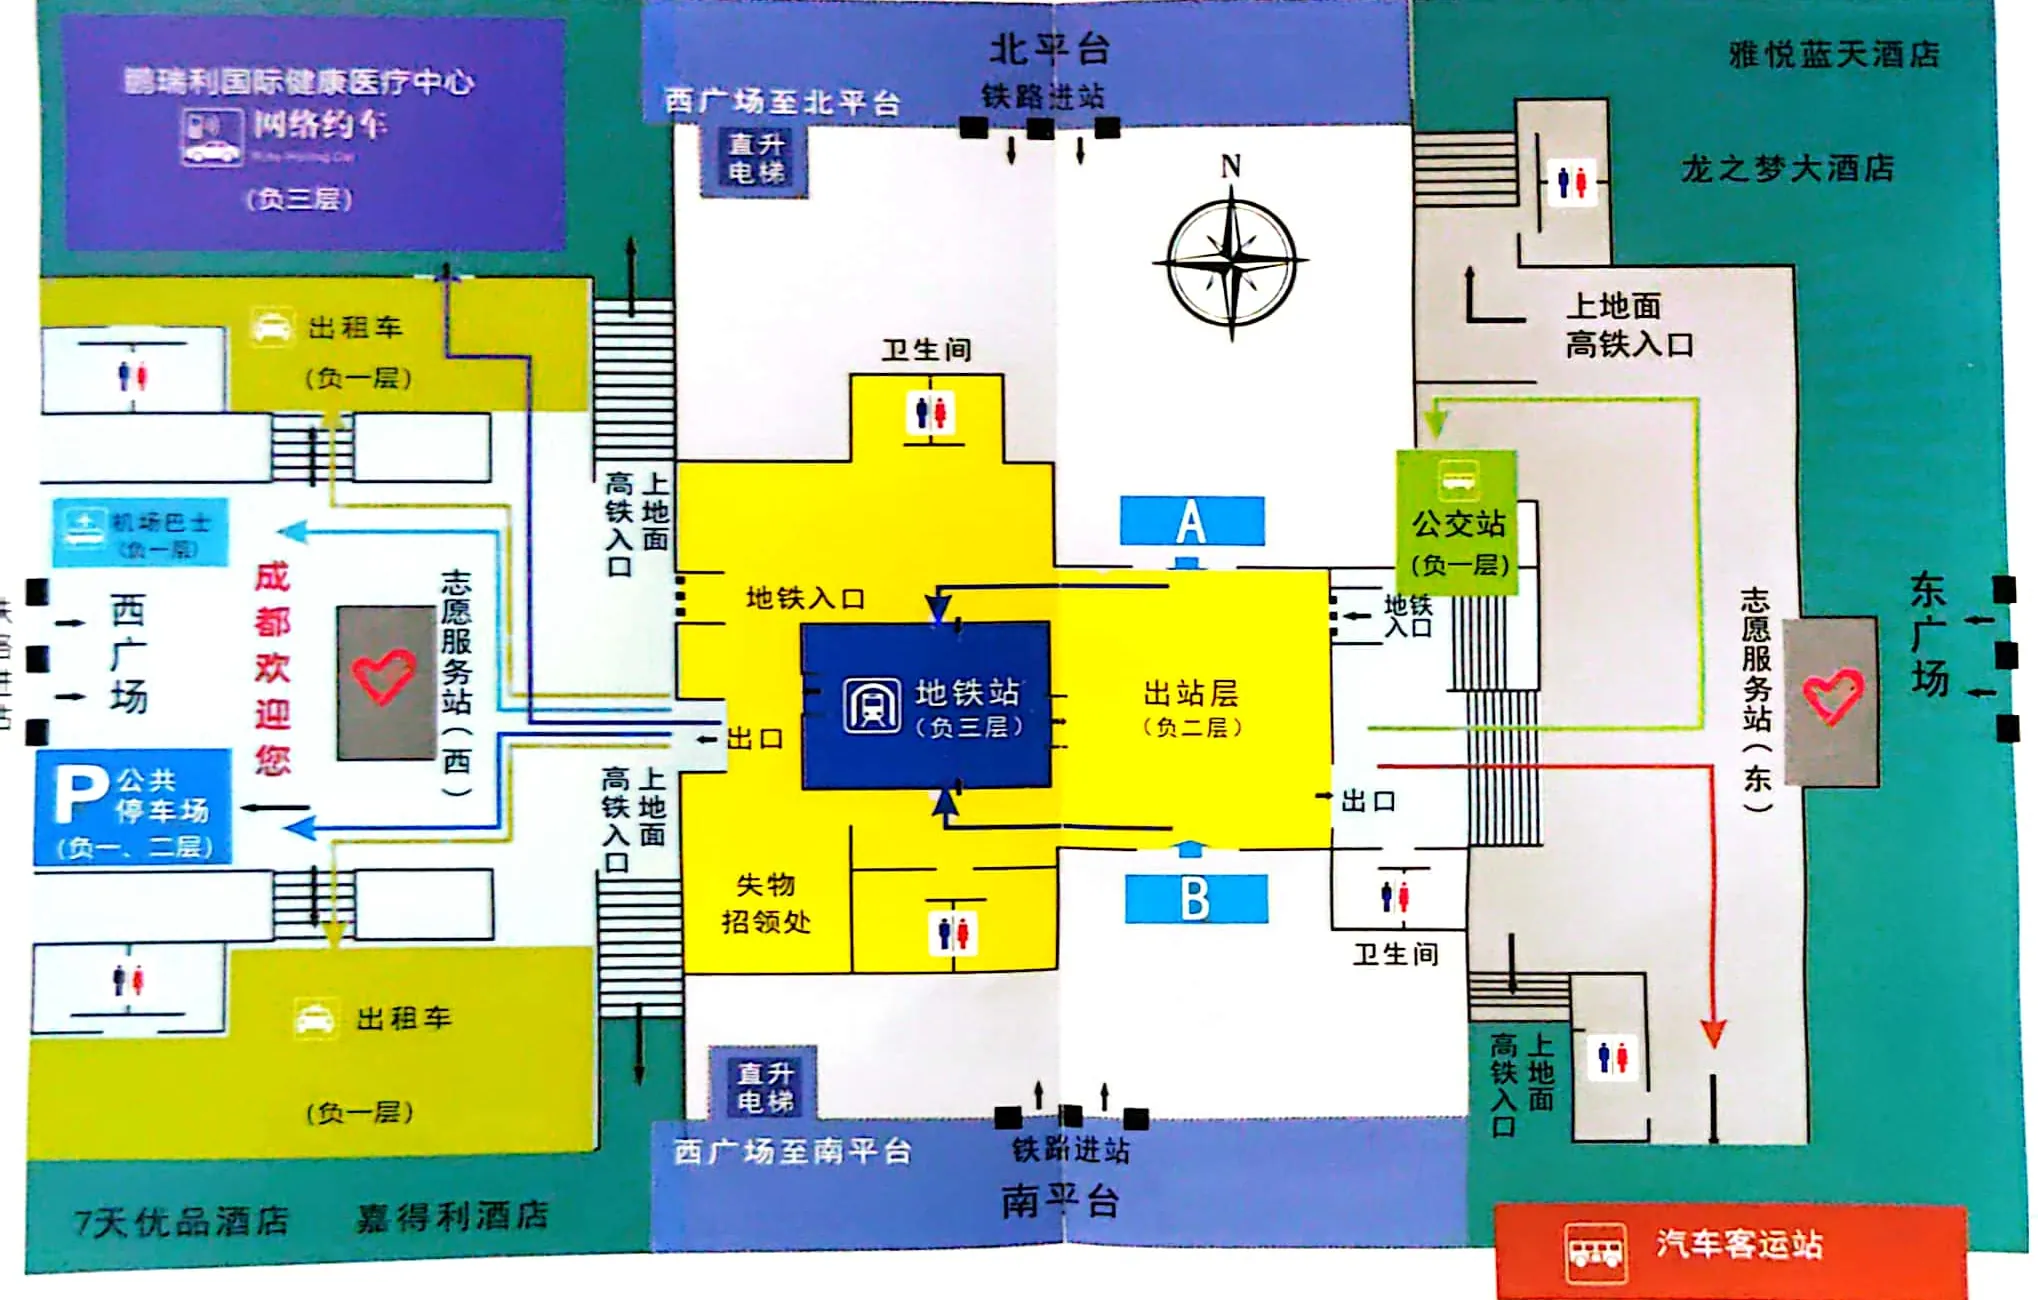 鹏瑞利国际健康医疗中心
网络约车
(负三层)
北平台
西广场至北平台
铁路进站
直升
电梯
N
雅悦蓝天酒店
龙之梦大酒店
上地面
高铁入口
出租车
(负一层)
卫生间
上地面
高铁入口
机场巴士
(负一层)
成都欢迎您
西广场
志愿服务站(西)
地铁入口
A
公交站
(负一层)
地铁
入口
志愿服务站(东)
东广场
地铁站
(负三层)
出站层
(负二层)
出口
出口
P
公共
停车场
(负一、二层)
上地面
高铁入口
失物
招领处
B
卫生间
出租车
(负一层)
直升
电梯
西广场至南平台
铁路进站
南平台
上地面
高铁入口
7天优品酒店
嘉得利酒店
汽车客运站